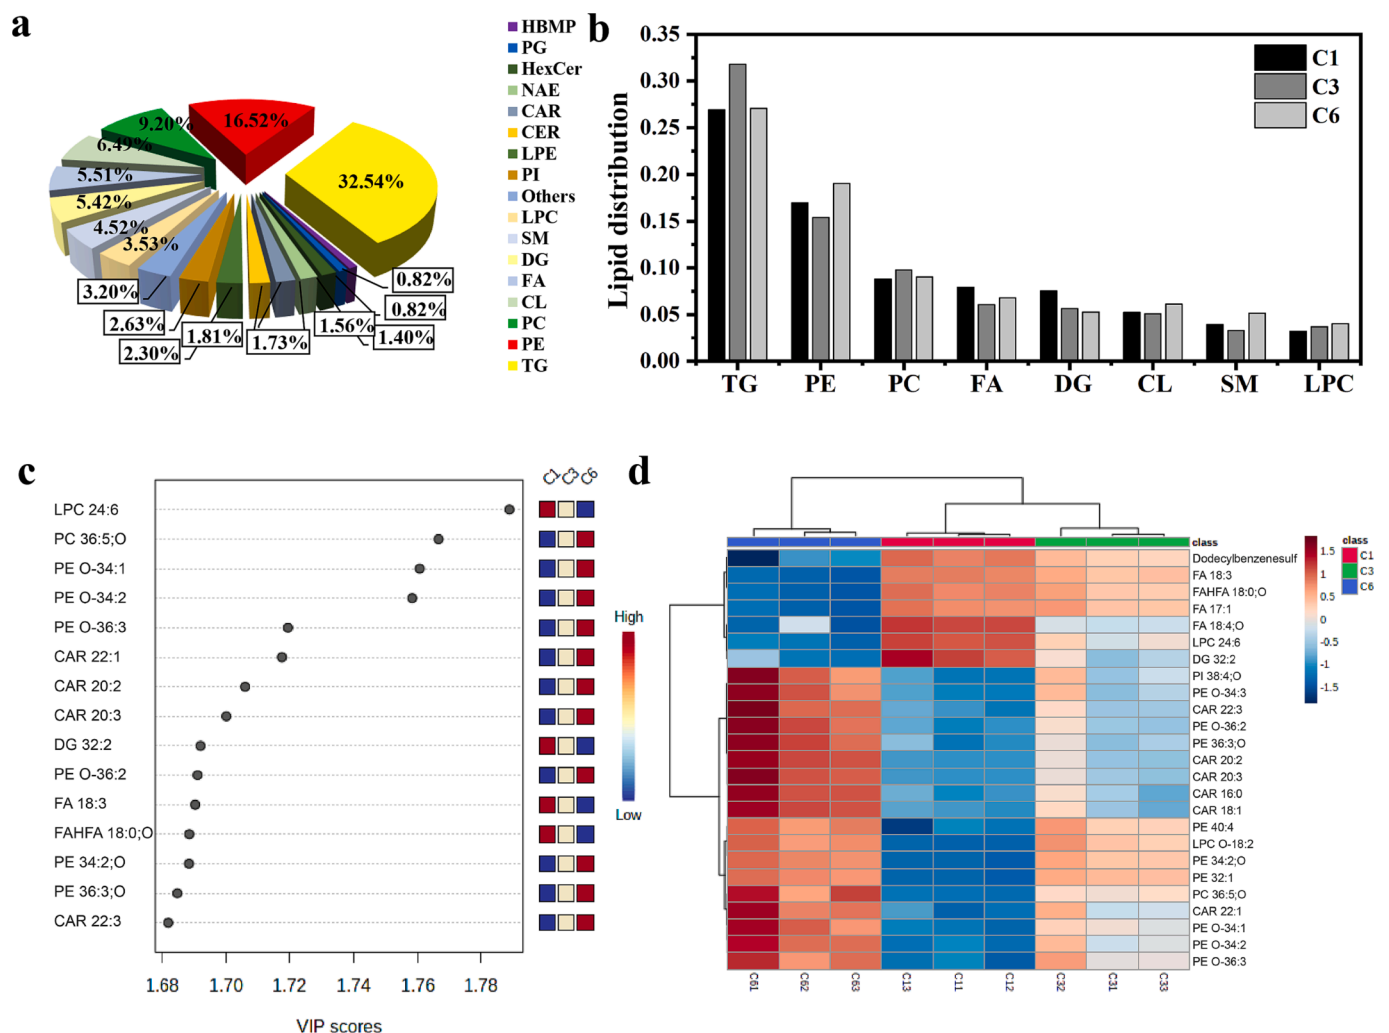 a
9.20%
16.52%
32.54%
6.49%
5.51%
5.42%
4.52%
3.53%
3.20%
2.63%
2.30%
1.81%
1.73%
1.56%
1.40%
0.82%
0.82%
HBMP
PG
HexCer
NAE
CAR
CER
LPE
PI
Others
LPC
SM
DG
FA
CL
PC
PE
TG
b
Lipid distribution
0.35
0.30
0.25
0.20
0.15
0.10
0.05
0.00
TG PE PC FA DG CL SM LPC
C1
C3
C6
c
C1 C3 C6
LPC 24:6
PC 36:5;O
PE O-34:1
PE O-34:2
PE O-36:3
CAR 22:1
CAR 20:2
CAR 20:3
DG 32:2
PE O-36:2
FA 18:3
FAHFA 18:0;O
PE 34:2;O
PE 36:3;O
CAR 22:3
1.68 1.70 1.72 1.74 1.76 1.78
VIP scores
High
Low
d
class
Dodecylbenzenesulf
FA 18:3
FAHFA 18:0;O
FA 17:1
FA 18:4;O
LPC 24:6
DG 32:2
PI 38:4;O
PE O-34:3
CAR 22:3
PE O-36:2
PE 36:3;O
CAR 20:2
CAR 20:3
CAR 16:0
CAR 18:1
PE 40:4
LPC O-18:2
PE 34:2;O
PE 32:1
PC 36:5;O
CAR 22:1
PE O-34:1
PE O-34:2
PE O-36:3
C61 C62 C63 C13 C11 C12 C32 C31 C33
1.5
1
0.5
0
-0.5
-1
-1.5
class
C1
C3
C6